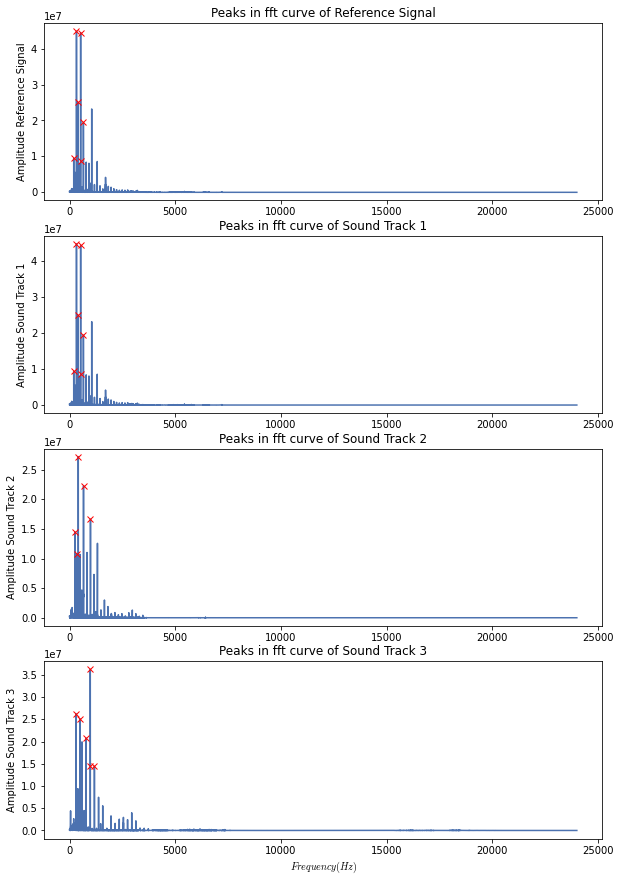 Peaks in fft curve of Reference Signal
1e7
Amplitude Reference Signal
4
3
2
1
0
0 5000 10000 15000 20000 25000
Peaks in fft curve of Sound Track 1
1e7
Amplitude Sound Track 1
4
3
2
1
0
0 5000 10000 15000 20000 25000
Peaks in fft curve of Sound Track 2
1e7
Amplitude Sound Track 2
2.5
2.0
1.5
1.0
0.5
0.0
0 5000 10000 15000 20000 25000
Peaks in fft curve of Sound Track 3
1e7
Amplitude Sound Track 3
3.5
3.0
2.5
2.0
1.5
1.0
0.5
0.0
0 5000 10000 15000 20000 25000
Frequency(Hz)